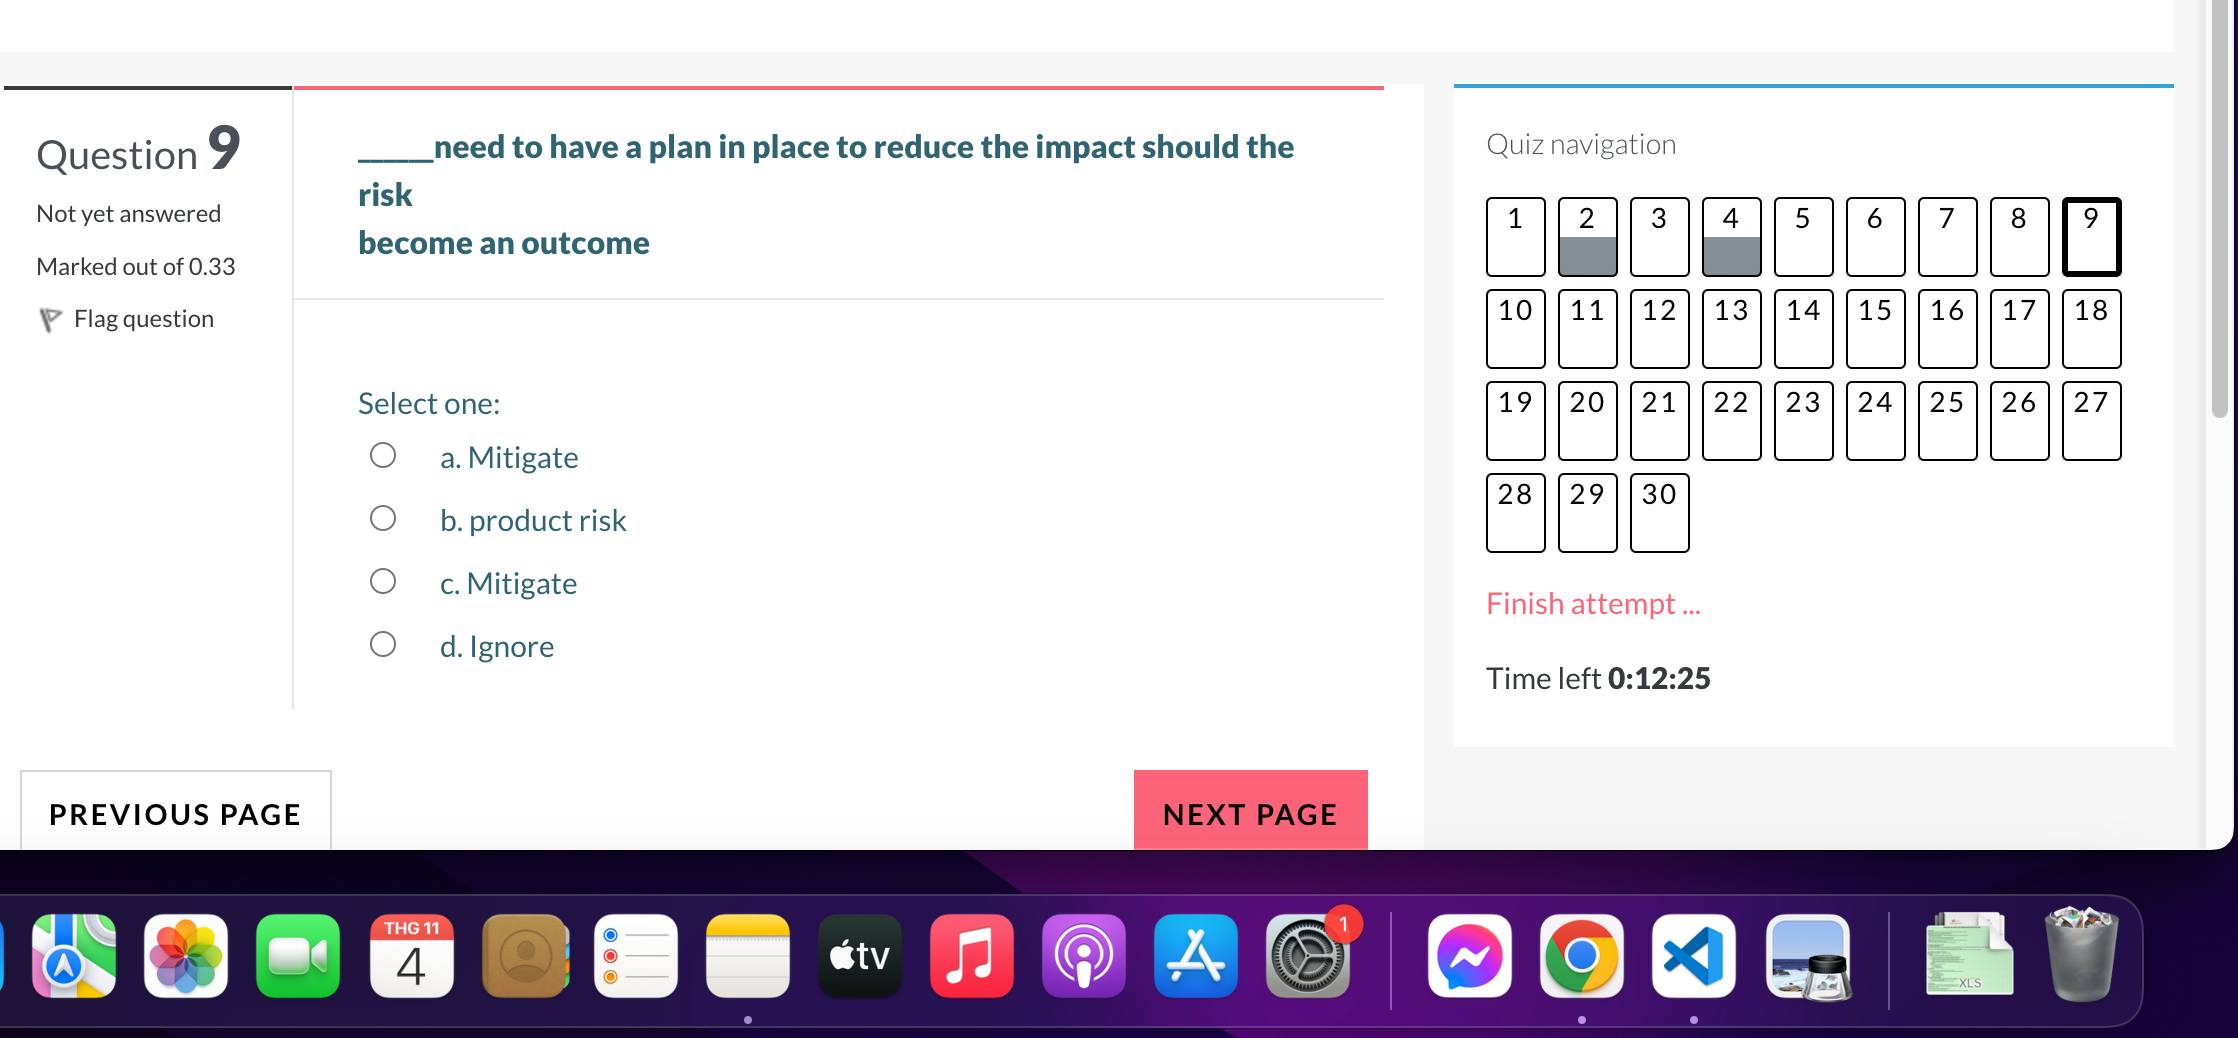 Question 9
Not yet answered
Marked out of 0.33
Flag question
______need to have a plan in place to reduce the impact should the
risk
become an outcome
Select one:
a. Mitigate
b. product risk
c. Mitigate
d. Ignore
PREVIOUS PAGE
NEXT PAGE
Quiz navigation
1 2 3 4 5 6 7 8 9
10 11 12 13 14 15 16 17 18
19 20 21 22 23 24 25 26 27
28 29 30
Finish attempt ...
Time left 0:12:25
THG 11
4
tv
1
XLS